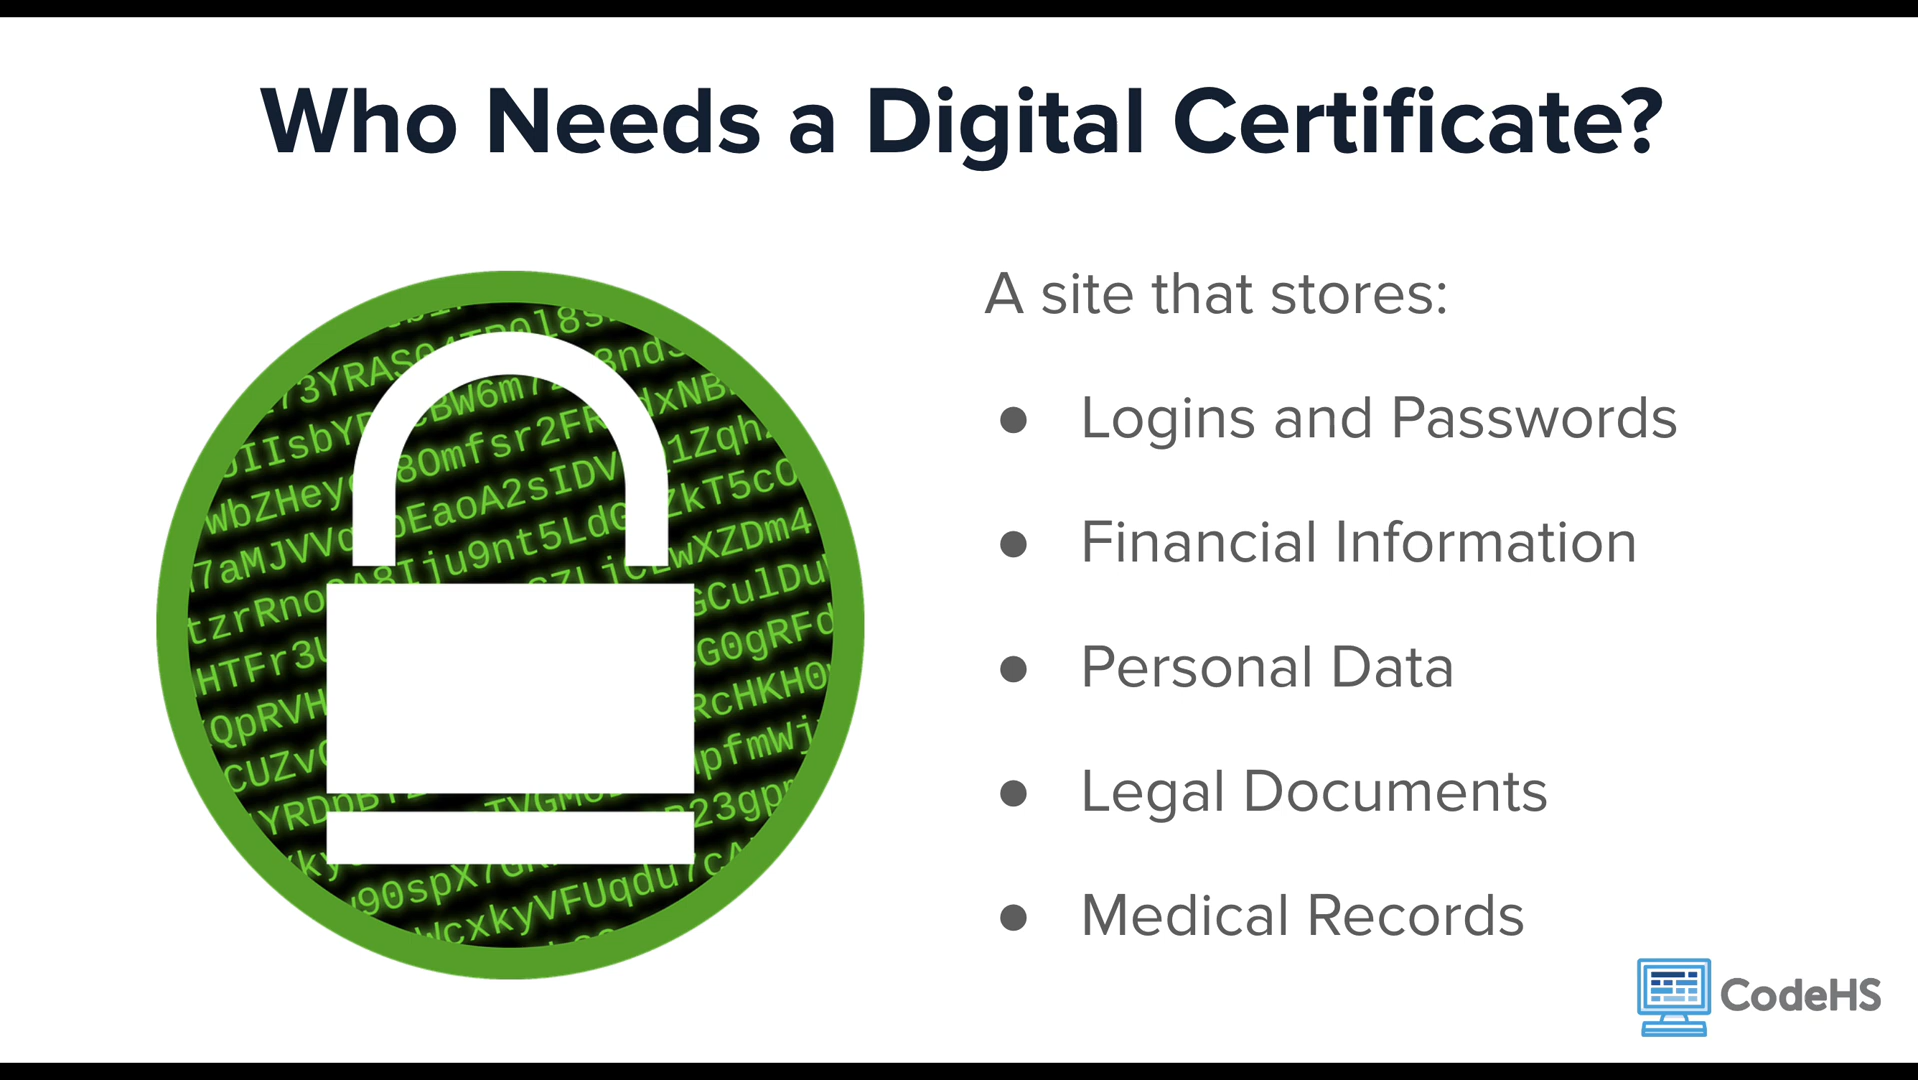 Who Needs a Digital Certificate?
A site that stores:
● Logins and Passwords
● Financial Information
● Personal Data
● Legal Documents
● Medical Records
CodeHS